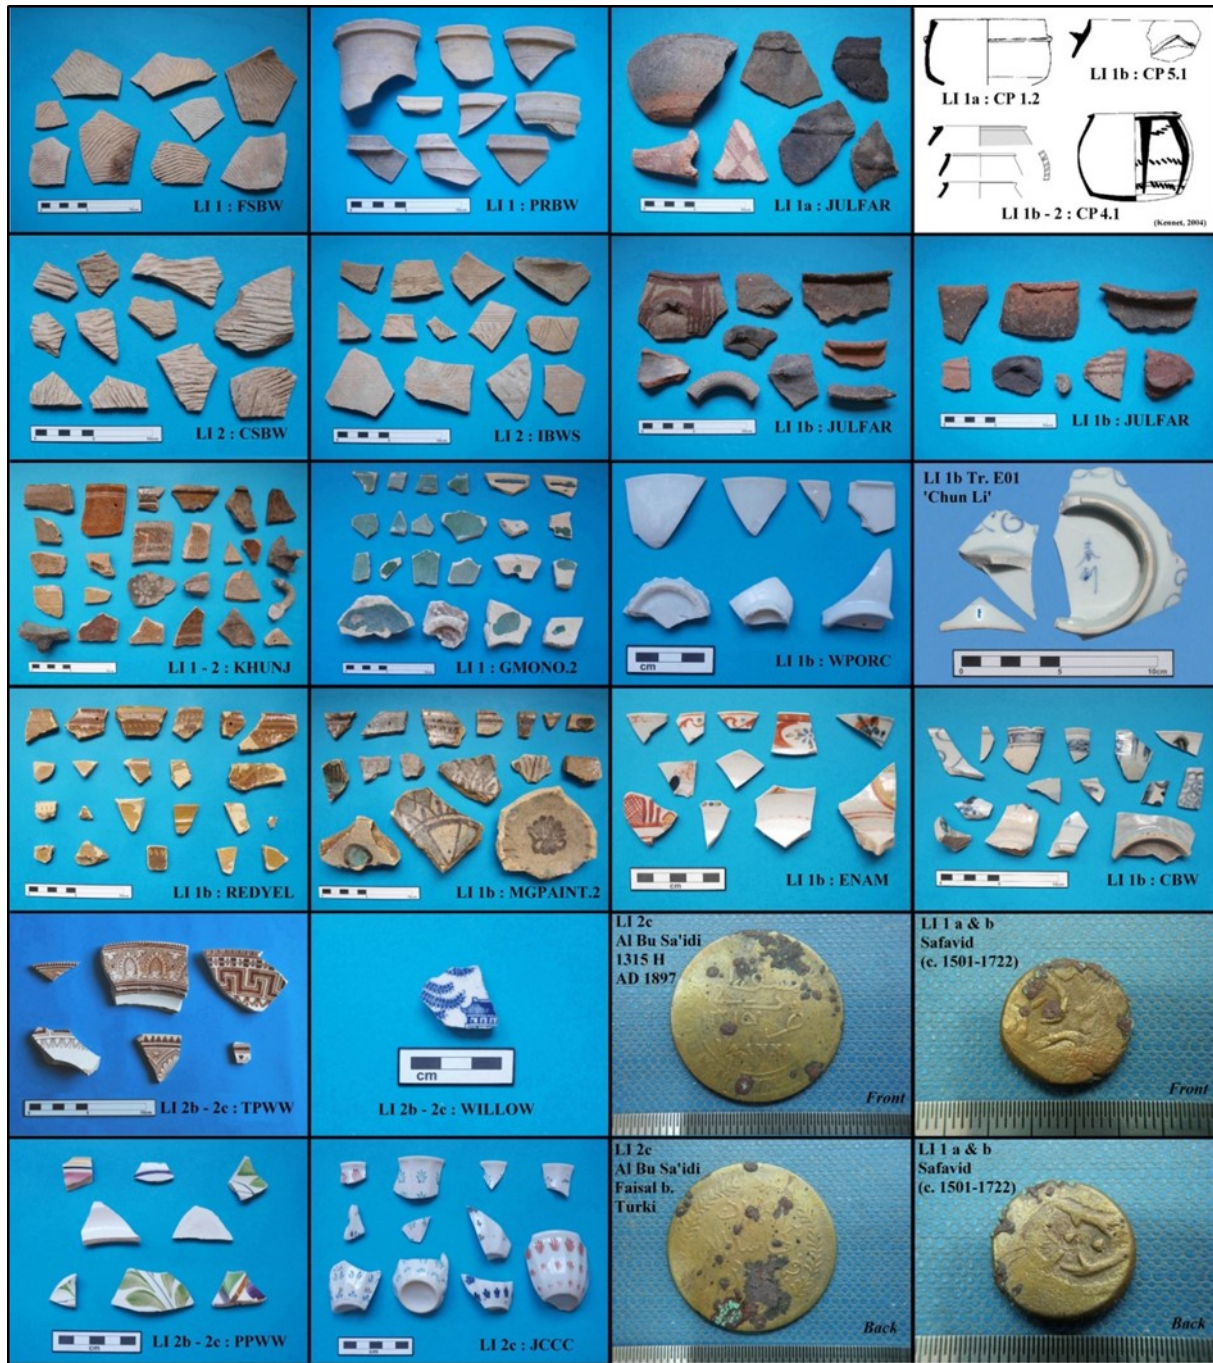 LI 1 : FSBW
LI 1 : PRBW
LI 1a : JULFAR
LI 1a : CP 1.2
LI 1b : CP 5.1
LI 1b - 2 : CP 4.1
(Kennet, 2004)
LI 2 : CSBW
LI 2 : IBWS
LI 1b : JULFAR
LI 1b : JULFAR
LI 1 - 2 : KHUNJ
LI 1 : GMONO.2
cm
LI 1b : WPORC
LI 1b Tr. E01
'Chun Li'
0 5 10cm
LI 1b : REDYEL
LI 1b : MGPAINT.2
cm
LI 1b : ENAM
LI 1b : CBW
LI 2b - 2c : TPWW
cm
LI 2b - 2c : WILLOW
LI 2c
Al Bu Sa'idi
1315 H
AD 1897
Front
LI 1 a & b
Safavid
(c. 1501-1722)
Front
cm
LI 2b - 2c : PPWW
cm
LI 2c : JCCC
LI 2c
Al Bu Sa'idi
Faisal b.
Turki
Back
LI 1 a & b
Safavid
(c. 1501-1722)
Back